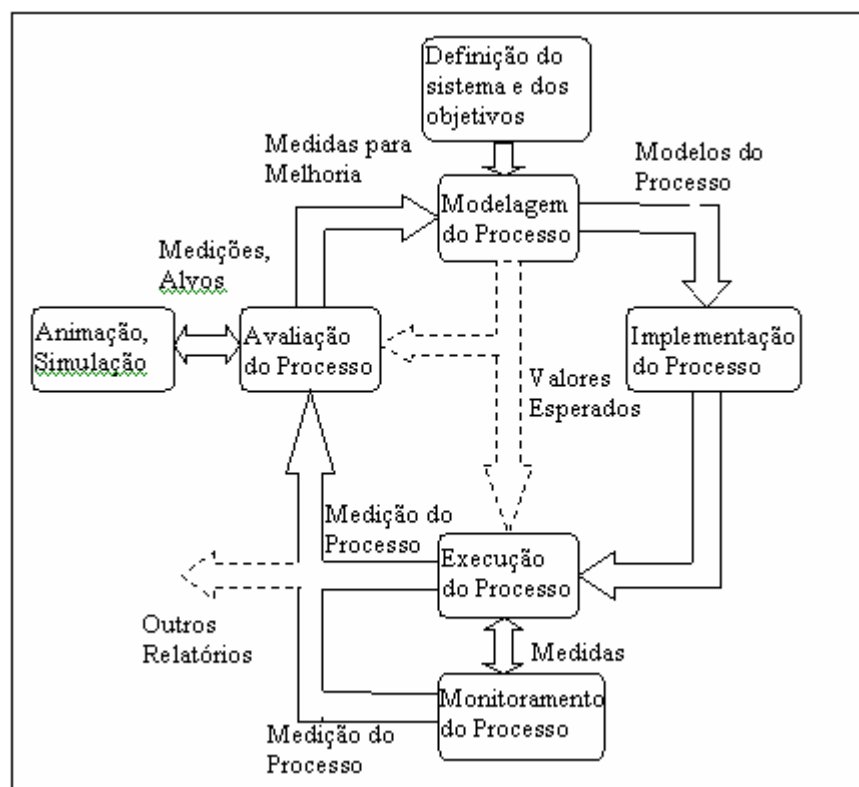 Definição do
sistema e dos
objetivos
Medidas para
Melhoria
Modelos do
Processo
Modelagem
do Processo
Medições,
Alvos
Animação,
Simulação
Avaliação
do Processo
Implementação
do Processo
Valores
Esperados
Medição do
Processo
Execução
do Processo
Outros
Relatórios
Medidas
Monitoramento
do Processo
Medição do
Processo